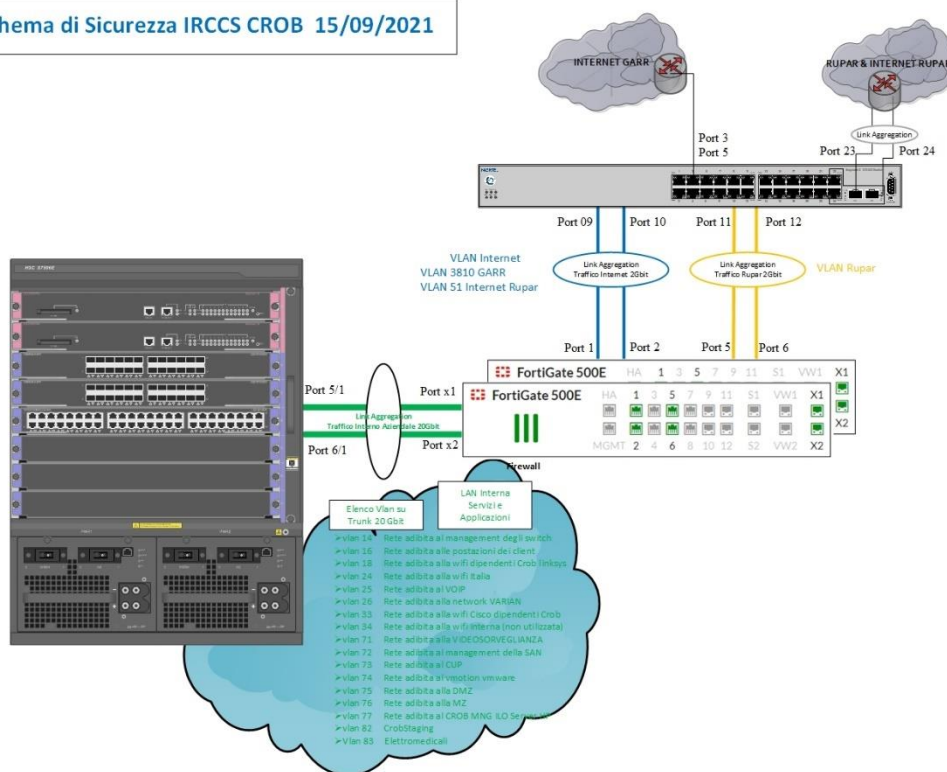 hema di Sicurezza IRCCS CROB 15/09/2021
INTERNET GARR
RUPAR & INTERNET RUPAR
Link Aggregation
Port 3
Port 5
Port 23
Port 24
Port 09
Port 10
Port 11
Port 12
VLAN Internet
VLAN 3810 GARR
VLAN 51 Internet Rupar
Link Aggregation
Traffico Internet 2Gbit
Link Aggregation
Traffico Rupar 2Gbit
VLAN Rupar
Port 1
Port 2
Port 5
Port 6
FortiGate 500E
HA 1 3 5 7 9 11 S1 VW1 X1
X2
FortiGate 500E
HA 1 3 5 7 9 11 S1 VW1 X1
MGMT 2 4 6 8 10 12 S2 VW2 X2
Firewall
Port 5/1
Port x1
Link Aggregation
Traffico Interno Aziendale 20Gbit
Port 6/1
Port x2
Elenco Vlan su
Trunk 20 Gbit
LAN Interna
Servizi e
Applicazioni
vlan 14 Rete adibita al management degli switch
vlan 16 Rete adibita alle postazioni dei client
vlan 18 Rete adibita alla wifi dipendenti Crob linksys
vlan 24 Rete adibita alla wifi Italia
vlan 25 Rete adibita al VOIP
vlan 26 Rete adibita alla network VARIAN
vlan 33 Rete adibita alla wifi Cisco dipendenti Crob
vlan 34 Rete adibita alla wifi interna (non utilizzata)
vlan 71 Rete adibita alla VIDEOSORVEGLIANZA
vlan 72 Rete adibita al management della SAN
vlan 73 Rete adibita al CUP
vlan 74 Rete adibita al vmotion vmware
vlan 75 Rete adibita alla DMZ
vlan 76 Rete adibita alla MZ
vlan 77 Rete adibita al CROB MNG ILO Server
vlan 82 CrobStaging
Vlan 83 Elettromedicali